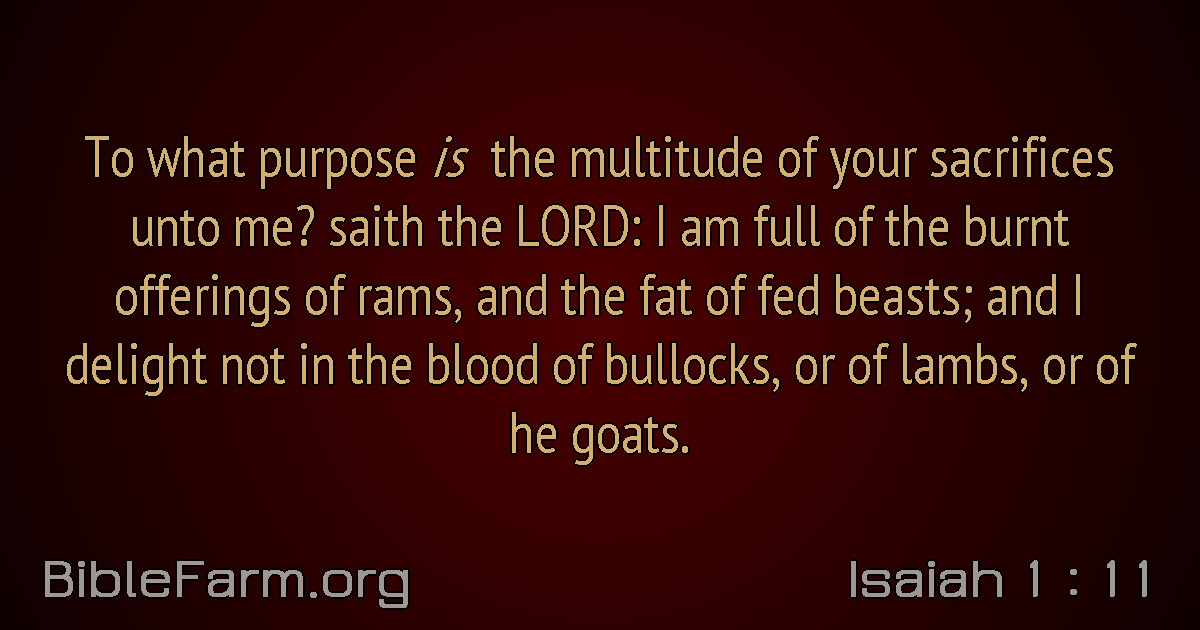 To what purpose is the multitude of your sacrifices
unto me? saith the LORD: I am full of the burnt
offerings of rams, and the fat of fed beasts; and I
delight not in the blood of bullocks, or of lambs, or of
he goats.
BibleFarm.org
Isaiah 1 : 11